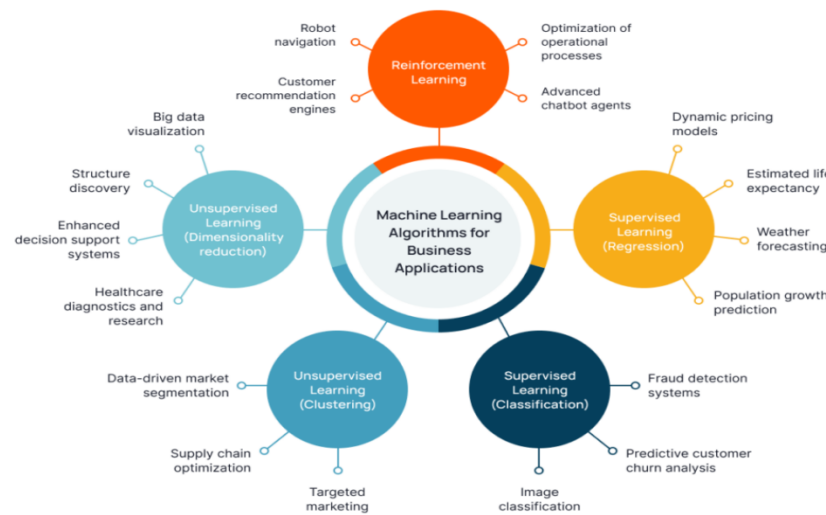 Machine Learning
Algorithms for
Business
Applications
Reinforcement
Learning
Robot
navigation
Customer
recommendation
engines
Optimization of
operational
processes
Advanced
chatbot agents
Supervised
Learning
(Regression)
Dynamic pricing
models
Estimated life
expectancy
Weather
forecasting
Population growth
prediction
Supervised
Learning
(Classification)
Fraud detection
systems
Predictive customer
churn analysis
Image
classification
Unsupervised
Learning
(Clustering)
Data-driven market
segmentation
Supply chain
optimization
Targeted
marketing
Unsupervised
Learning
(Dimensionality
reduction)
Big data
visualization
Structure
discovery
Enhanced
decision support
systems
Healthcare
diagnostics and
research